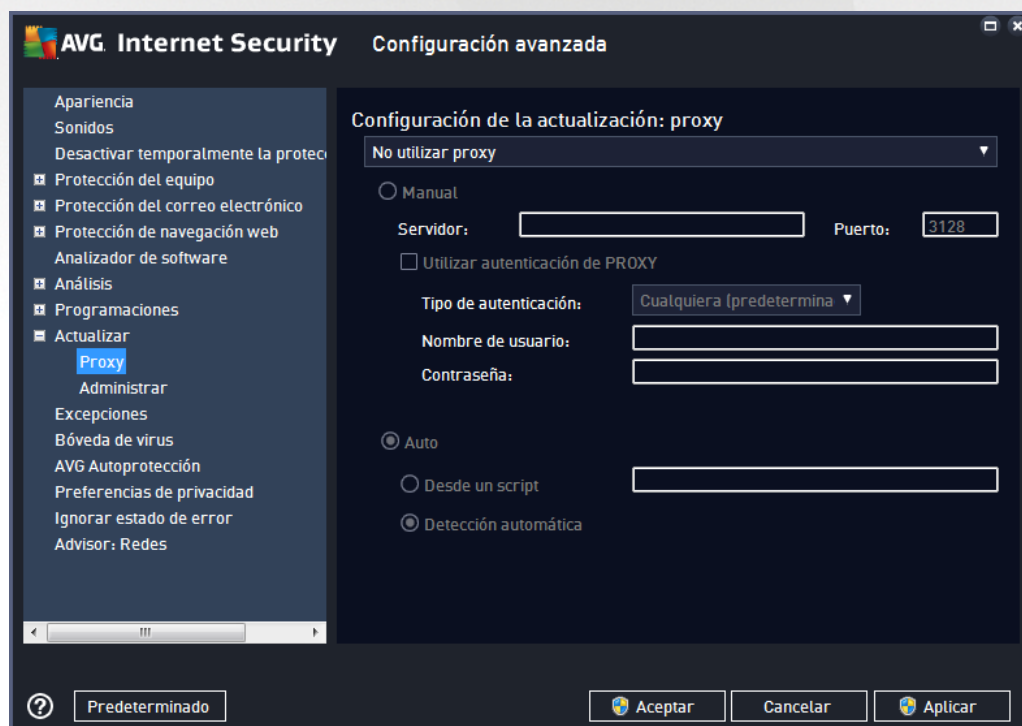 AVG. Internet Security
Configuración avanzada
Apariencia
Sonidos
Desactivar temporalmente la protec
Protección del equipo
Protección del correo electrónico
Protección de navegación web
Analizador de software
Análisis
Programaciones
Actualizar
Proxy
Administrar
Excepciones
Bóveda de virus
AVG Autoprotección
Preferencias de privacidad
Ignorar estado de error
Advisor: Redes
Configuración de la actualización: proxy
No utilizar proxy
Manual
Servidor:
Puerto: 3128
Utilizar autenticación de PROXY
Tipo de autenticación: Cualquiera (predetermina
Nombre de usuario:
Contraseña:
Auto
Desde un script
Detección automática
? Predeterminado
Aceptar
Cancelar
Aplicar